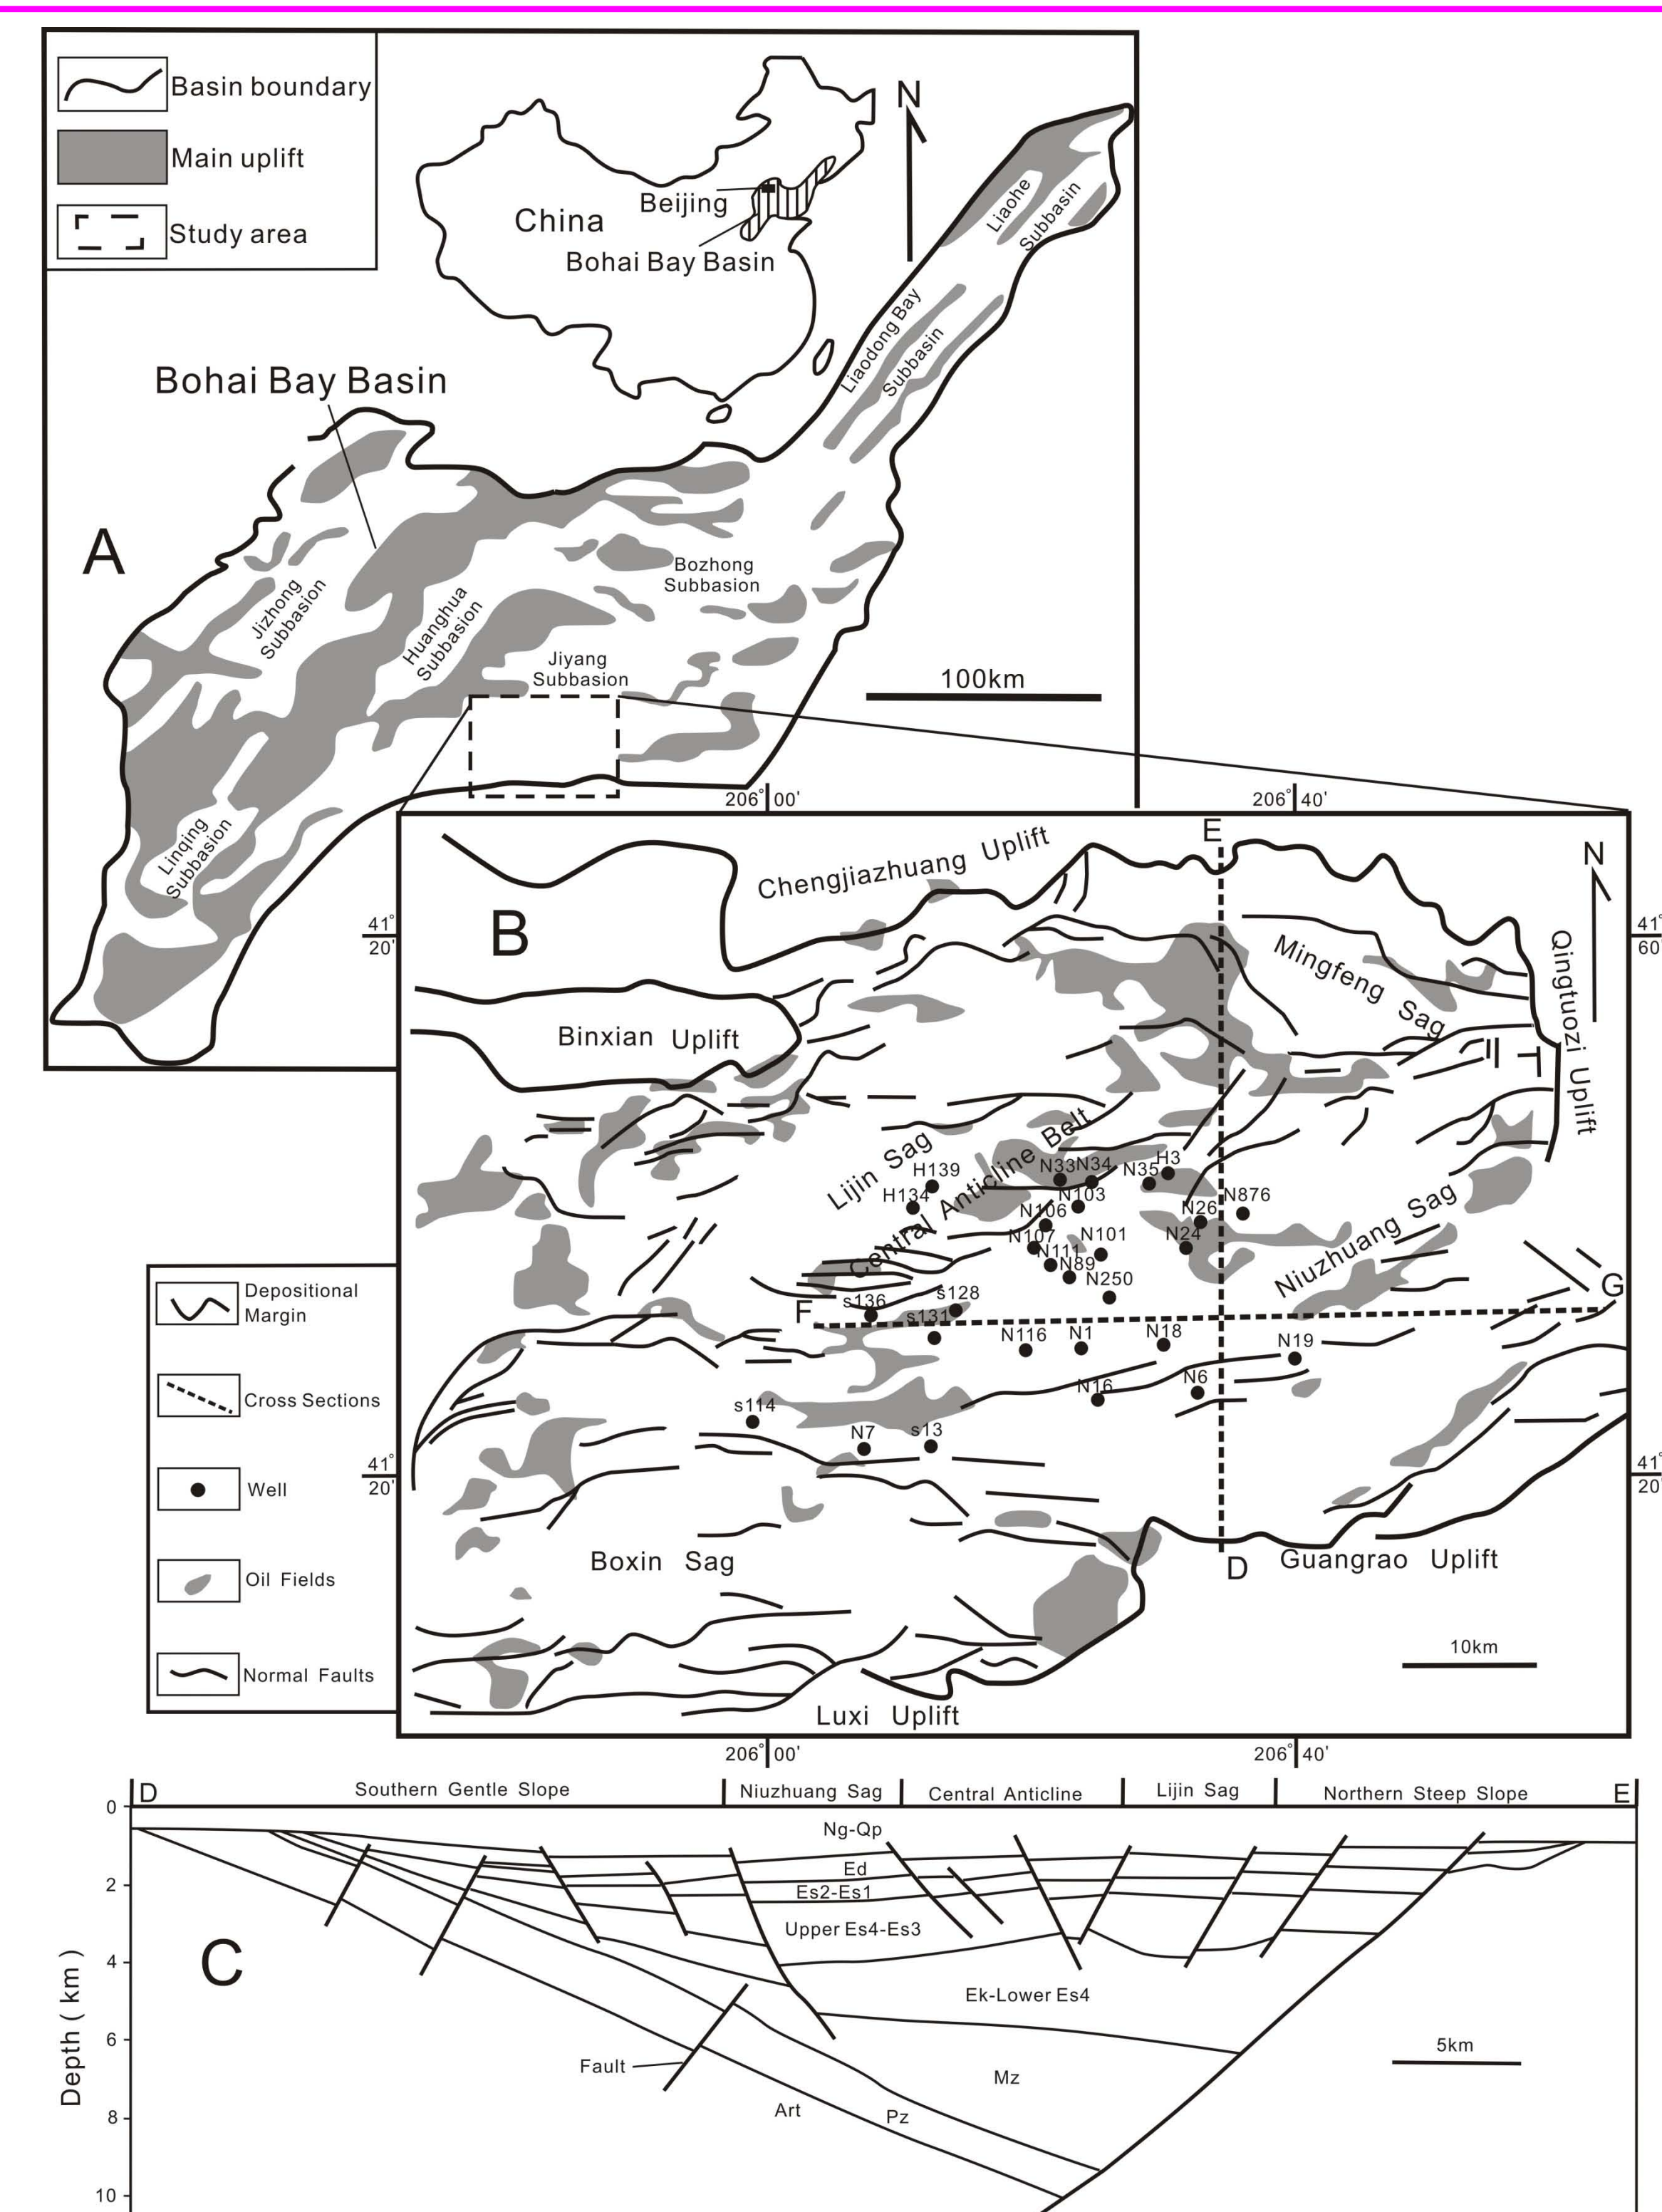 Basin boundary
Main uplift
Study area
N
China
Beijing
Bohai Bay Basin
Liaohe
Subbasin
Liaodong Bay
Subbasin
Bohai Bay Basin
A
Jizhong
Subbasion
Huanghua
Subbasion
Bozhong
Subbasion
Jiyang
Subbasion
Linqing
Subbasion
100km
206°00'
206°40'
41°
20'
41°
60'
B
E
N
Chengjiazhuang Uplift
Mingfeng Sag
Qingtuozi Uplift
Binxian Uplift
Lijin Sag
Central Anticline Belt
Niuzhuang Sag
H139
H134
N33
N34
N35
H3
N103
N106
N107
N111
N101
N89
N250
N26
N876
N24
F
G
s136
s128
s131
N116
N1
N18
N19
N16
N6
s114
N7
s13
41°
20'
41°
20'
Boxin Sag
D
Guangrao Uplift
10km
Luxi Uplift
206°00'
206°40'
Depositional
Margin
Cross Sections
Well
Oil Fields
Normal Faults
D
Southern Gentle Slope
Niuzhuang Sag
Central Anticline
Lijin Sag
Northern Steep Slope
E
C
Depth ( km )
0
2
4
6
8
10
Ng-Qp
Ed
Es2-Es1
Upper Es4-Es3
Ek-Lower Es4
Mz
Pz
Art
Fault
5km